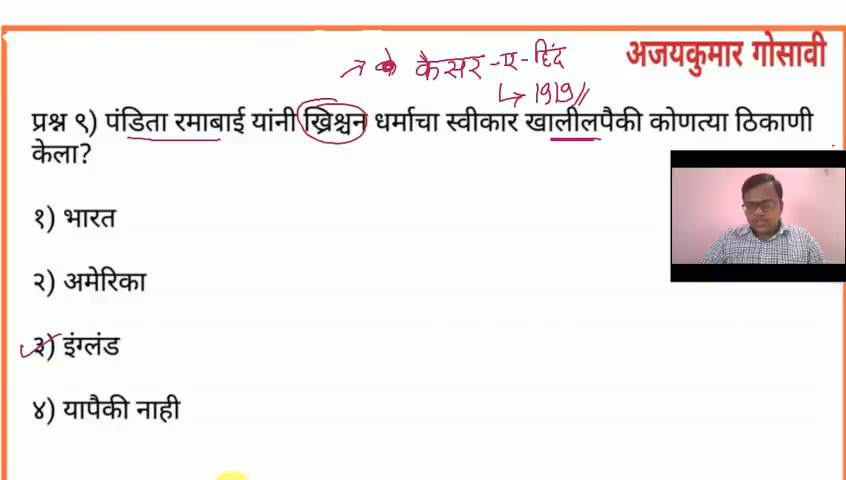 अजयकुमार गोसावी
कैसर-ए-हिंद
1919
प्रश्न ९) पंडिता रमाबाई यांनी ख्रिश्चन धर्माचा स्वीकार खालीलपैकी कोणत्या ठिकाणी
केला?
१) भारत
२) अमेरिका
३) इंग्लंड
४) यापैकी नाही